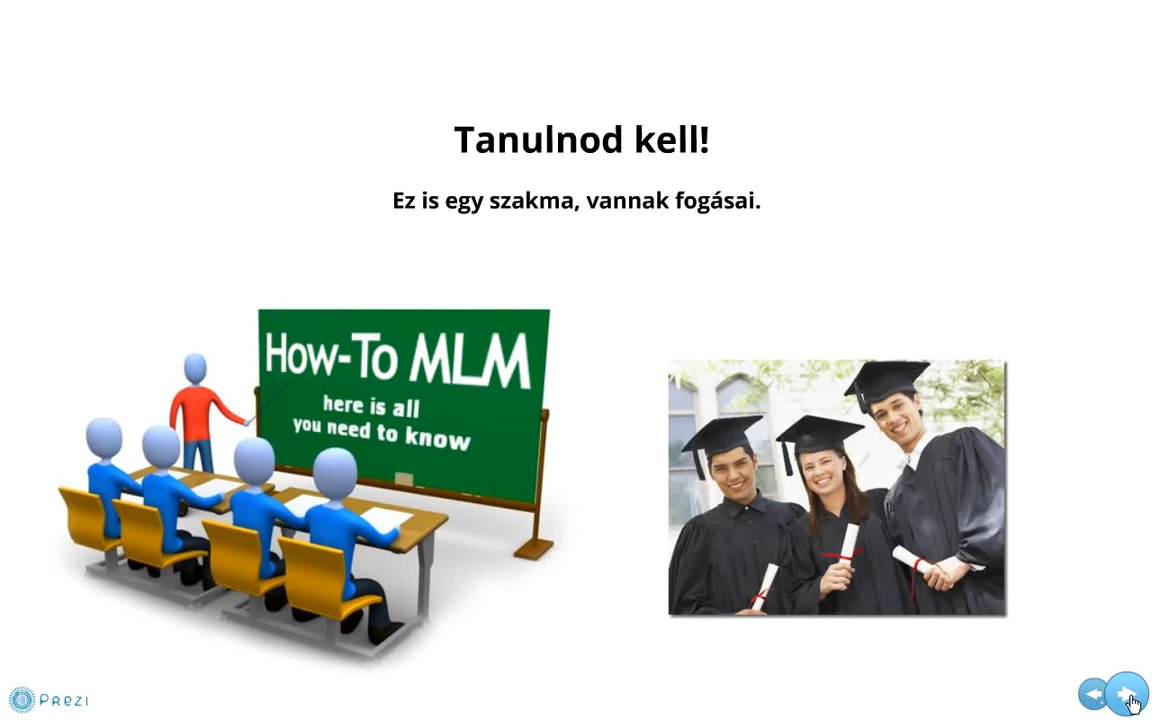 Tanulnod kell!
Ez is egy szakma, vannak fogásai.
How-To MLM
here is all
you need to know
Prezi